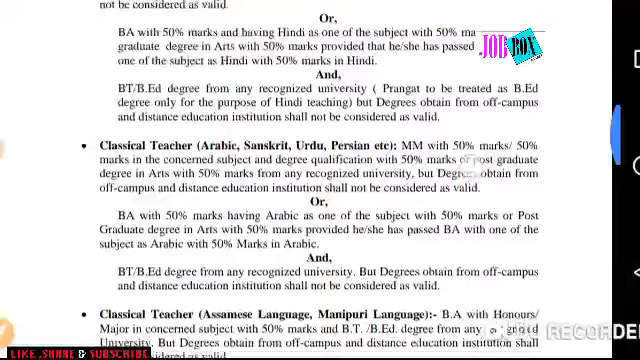 not be considered as valid.
Or,
BA with 50% marks and having Hindi as one of the subject with 50% ma
graduate degree in Arts with 50% marks provided that he/she has passed
one of the subject as Hindi with 50% marks in Hindi.
JOB BOX
And,
BT/B.Ed degree from any recognized university ( Prangat to be treated as B.Ed
degree only for the purpose of Hindi teaching) but Degrees obtain from off-campus
and distance education institution shall not be considered as valid.
• Classical Teacher (Arabic, Sanskrit, Urdu, Persian etc): MM with 50% marks/ 50%
marks in the concerned subject and degree qualification with 50% marks or post graduate
degree in Arts with 50% marks from any recognized university, but Degrees obtain from
off-campus and distance education institution shall not be considered as valid.
Or,
BA with 50% marks having Arabic as one of the subject with 50% marks or Post
Graduate degree in Arts with 50% marks provided he/she has passed BA with one of the
subject as Arabic with 50% Marks in Arabic.
And,
BT/B.Ed degree from any recognized university. But Degrees obtain from off-campus
and distance education institution shall not be considered as valid.
• Classical Teacher (Assamese Language, Manipuri Language):- B.A with Honours/
Major in concerned subject with 50% marks and B.T. /B.Ed. degree from any
University. But Degrees obtain from off-campus and distance education institution shall
sidered as valid.
LIKE,SHARE & SUBSCRIBE
RECORDER